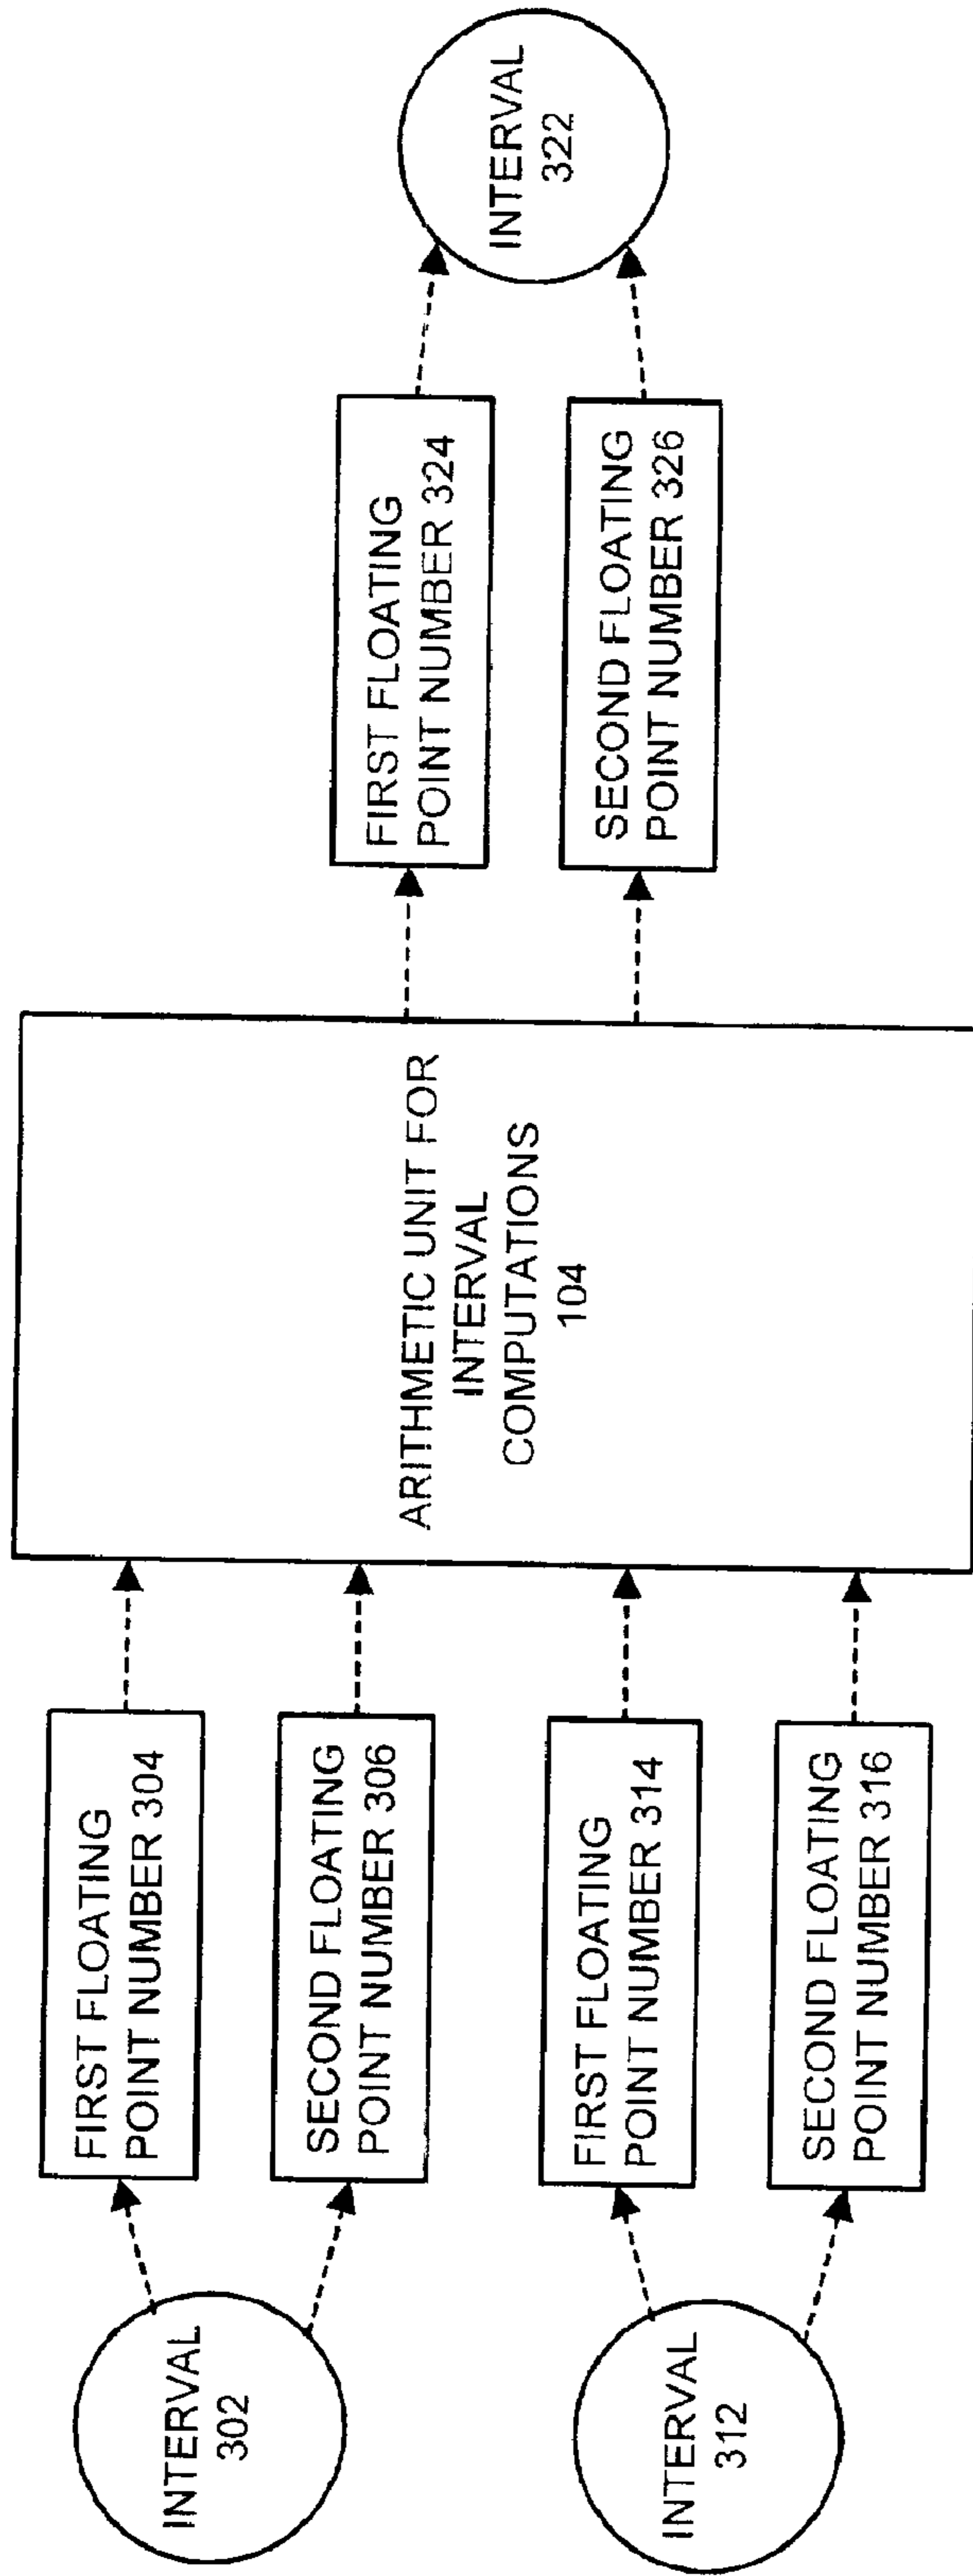 INTERVAL
302
FIRST FLOATING
POINT NUMBER 304
SECOND FLOATING
POINT NUMBER 306
INTERVAL
312
FIRST FLOATING
POINT NUMBER 314
SECOND FLOATING
POINT NUMBER 316
ARITHMETIC UNIT FOR
INTERVAL
COMPUTATIONS
104
FIRST FLOATING
POINT NUMBER 324
SECOND FLOATING
POINT NUMBER 326
INTERVAL
322